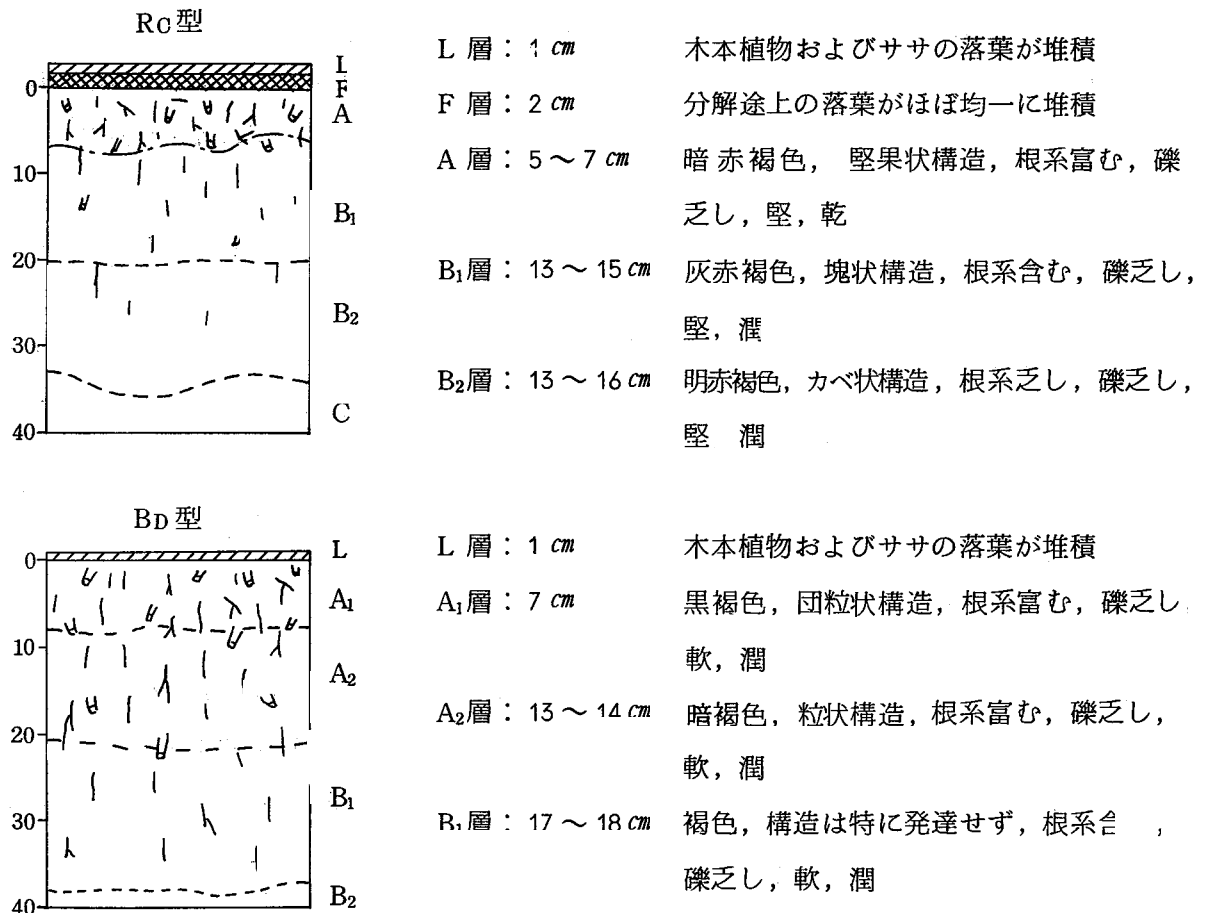 Rc型
L
F
A
B₁
B₂
C
0
10
20
30
40
L 層：1 cm 木本植物およびササの落葉が堆積
F 層：2 cm 分解途上の落葉がほぼ均一に堆積
A 層：5〜7 cm 暗赤褐色， 堅果状構造，根系富む，礫
乏し，堅，乾
B₁層：13〜15 cm 灰赤褐色，塊状構造，根系含む，礫乏し，
堅，潤
B₂層：13〜16 cm 明赤褐色，カベ状構造，根系乏し，礫乏し，
堅 潤
BD型
L
A₁
A₂
B₁
B₂
0
10
20
30
40
L 層：1 cm 木本植物およびササの落葉が堆積
A₁層：7 cm 黒褐色，団粒状構造，根系富む，礫乏し
軟，潤
A₂層：13〜14 cm 暗褐色，粒状構造，根系富む，礫乏し，
軟，潤
B₁層：17〜18 cm 褐色，構造は特に発達せず，根系 ，
礫乏し，軟，潤